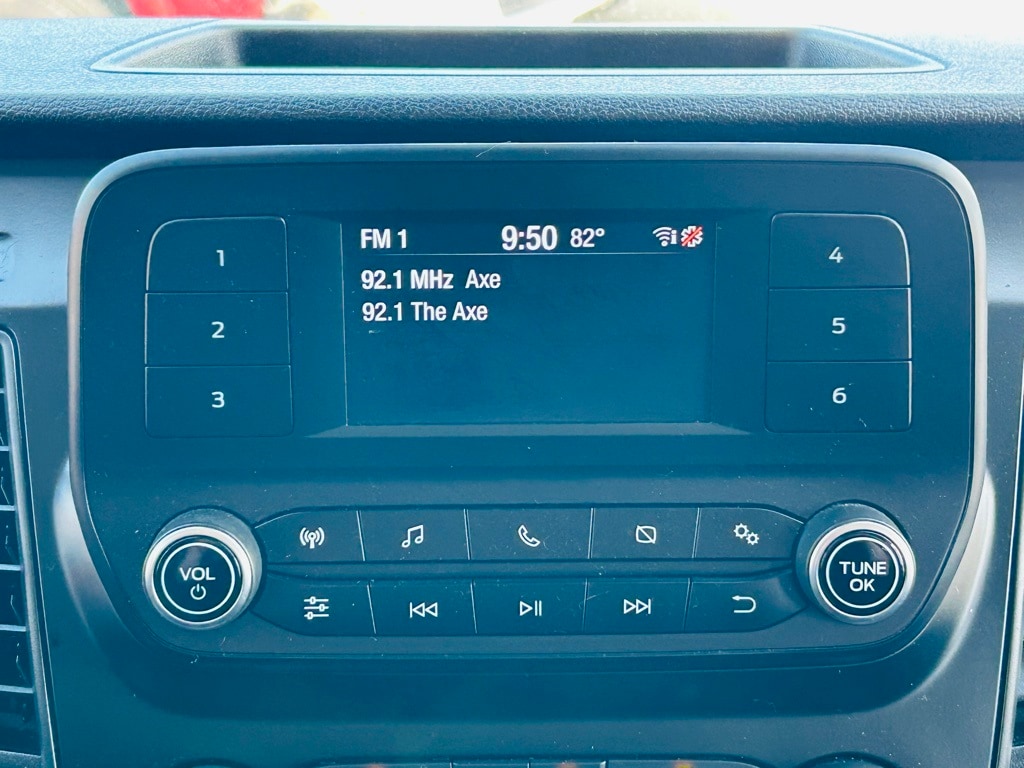 FM 1 9:50 82°
92.1 MHz Axe
92.1 The Axe
1
2
3
4
5
6
VOL
TUNE
OK